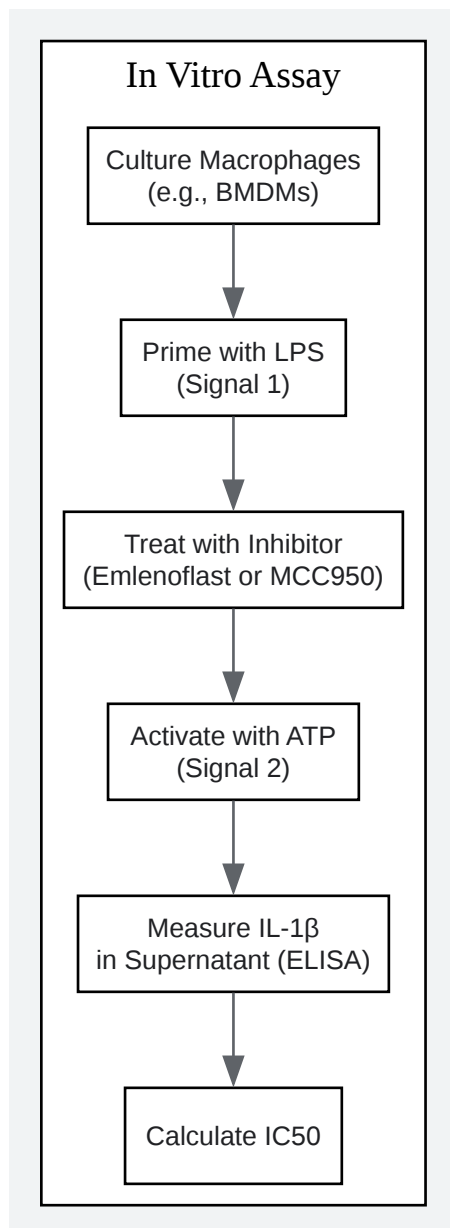 In Vitro Assay
Culture Macrophages
(e.g., BMDMs)
Prime with LPS
(Signal 1)
Treat with Inhibitor
(Emlenoflast or MCC950)
Activate with ATP
(Signal 2)
Measure IL-1β
in Supernatant (ELISA)
Calculate IC50